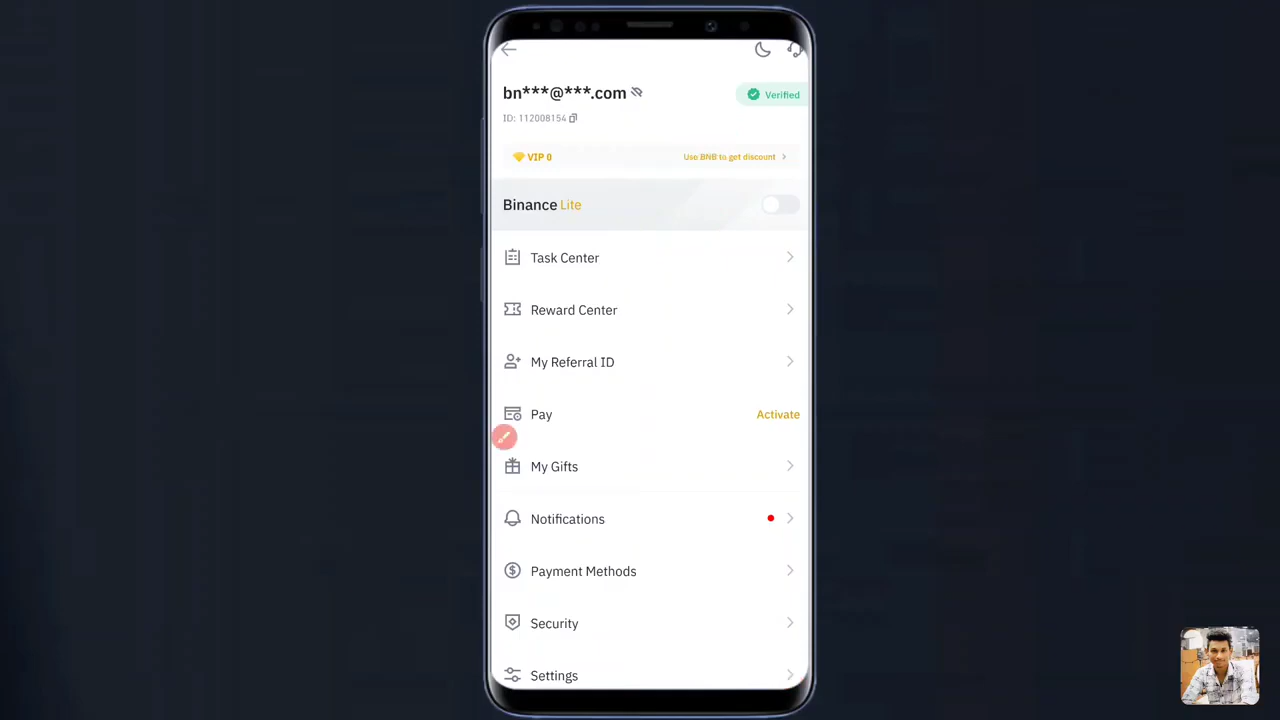 bn***@***.com
Verified
ID: 112008154
VIP 0
Use BNB to get discount
Binance Lite
Task Center
Reward Center
My Referral ID
Pay
Activate
My Gifts
Notifications
Payment Methods
Security
Settings